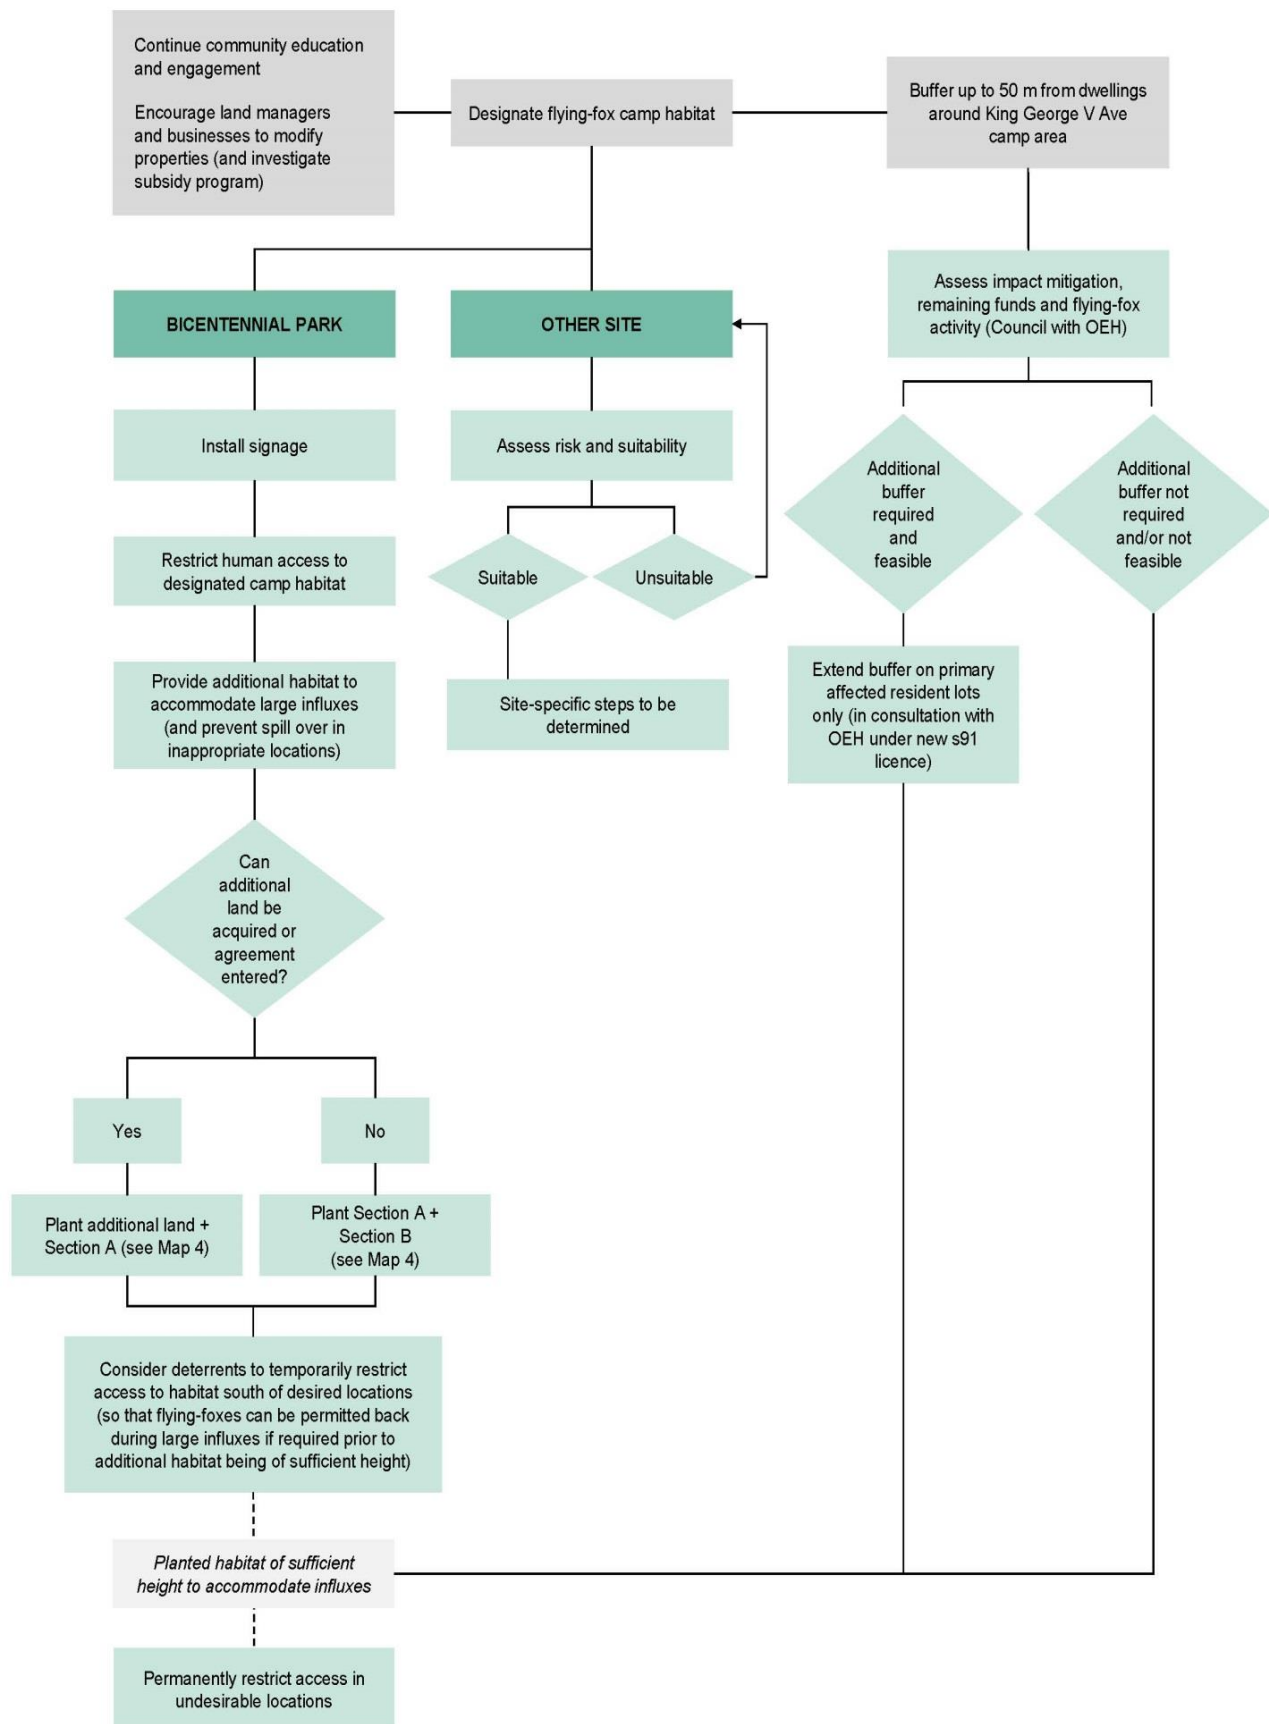 Continue community education
and engagement
Encourage land managers
and businesses to modify
properties (and investigate
subsidy program)
Designate flying-fox camp habitat
Buffer up to 50 m from dwellings
around King George V Ave
camp area
Assess impact mitigation,
remaining funds and flying-fox
activity (Council with OEH)
BICENTENNIAL PARK
OTHER SITE
Install signage
Assess risk and suitability
Additional
buffer
required
and
feasible
Additional
buffer not
required
and/or not
feasible
Restrict human access to
designated camp habitat
Suitable
Unsuitable
Provide additional habitat to
accommodate large influxes
(and prevent spill over in
inappropriate locations)
Site-specific steps to be
determined
Extend buffer on primary
affected resident lots
only (in consultation with
OEH under new s91
licence)
Can
additional
land be
acquired or
agreement
entered?
Yes
No
Plant additional land +
Section A (see Map 4)
Plant Section A +
Section B
(see Map 4)
Consider deterrents to temporarily restrict
access to habitat south of desired locations
(so that flying-foxes can be permitted back
during large influxes if required prior to
additional habitat being of sufficient height)
Planted habitat of sufficient
height to accommodate influxes
Permanently restrict access in
undesirable locations